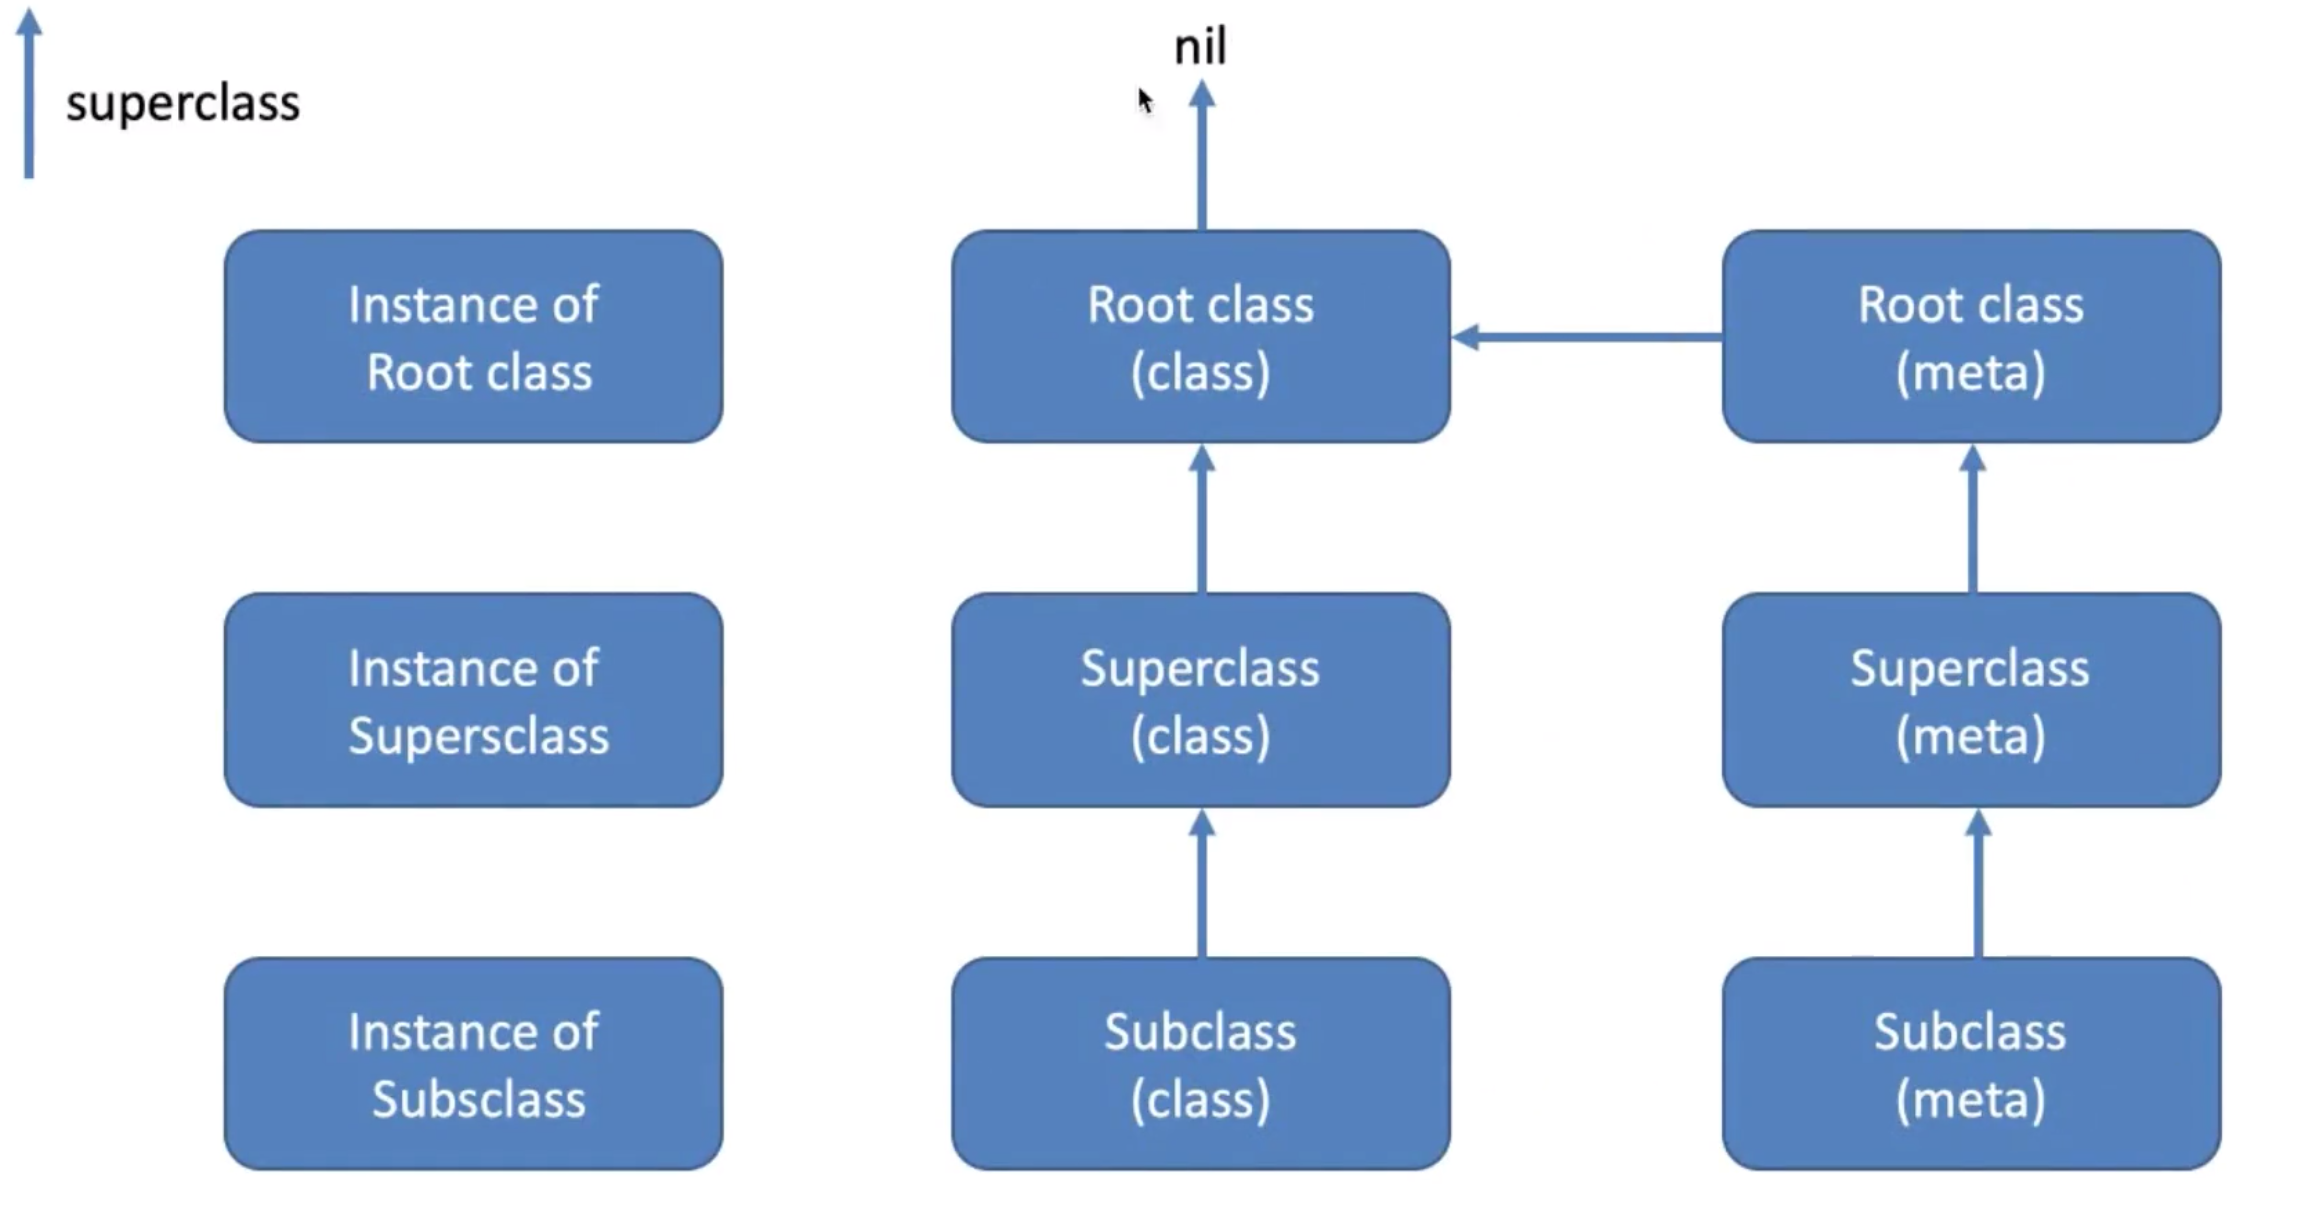 nil
superclass
Instance of
Root class
Root class
(class)
Root class
(meta)
Instance of
Supersclass
Superclass
(class)
Superclass
(meta)
Instance of
Subsclass
Subclass
(class)
Subclass
(meta)